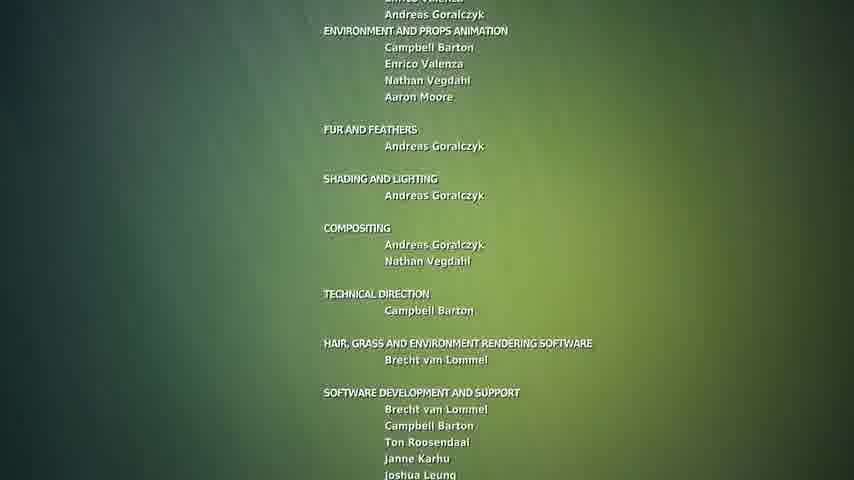 Enrico Valenza
Andreas Goralczyk
ENVIRONMENT AND PROPS ANIMATION
Campbell Barton
Enrico Valenza
Nathan Vegdahl
Aaron Moore
FUR AND FEATHERS
Andreas Goralczyk
SHADING AND LIGHTING
Andreas Goralczyk
COMPOSITING
Andreas Goralczyk
Nathan Vegdahl
TECHNICAL DIRECTION
Campbell Barton
HAIR, GRASS AND ENVIRONMENT RENDERING SOFTWARE
Brecht van Lommel
SOFTWARE DEVELOPMENT AND SUPPORT
Brecht van Lommel
Campbell Barton
Ton Roosendaal
Janne Karhu
Joshua Leung